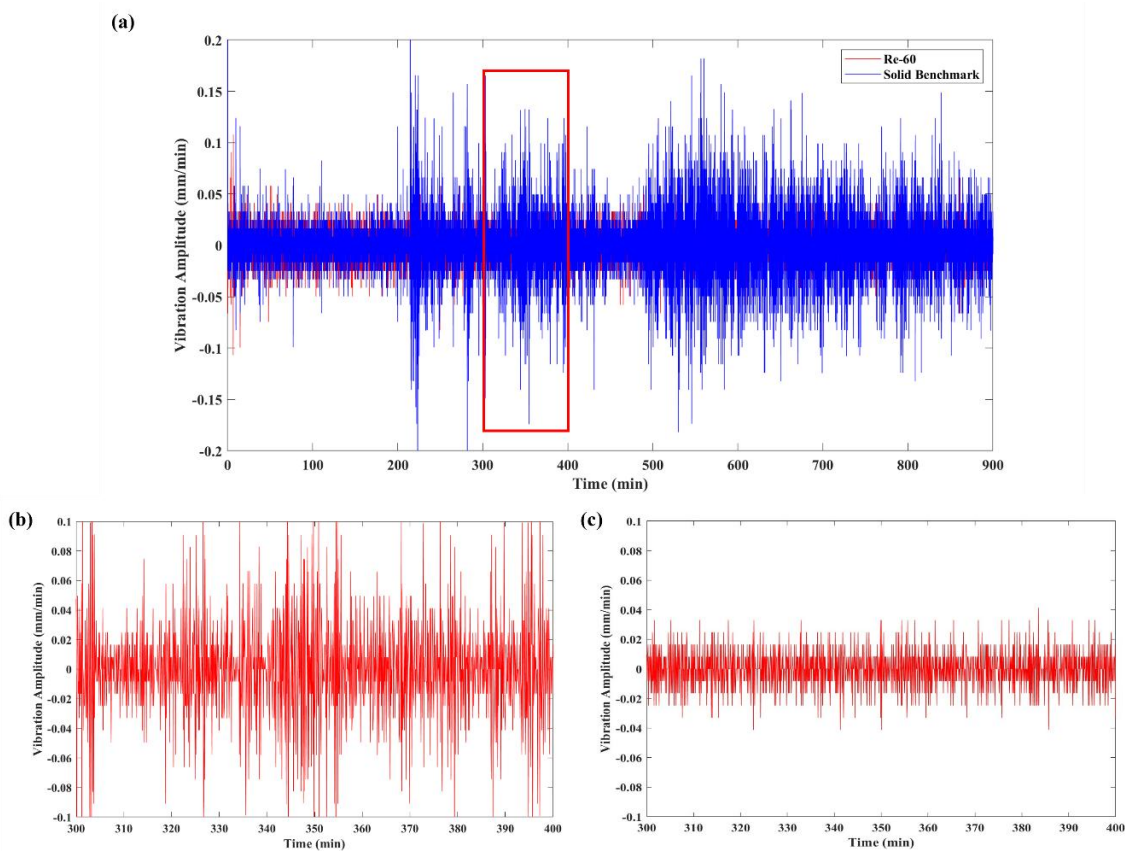 (a)
Vibration Amplitude (mm/min)
0.2
0.15
0.1
0.05
0
-0.05
-0.1
-0.15
-0.2
Re-60
Solid Benchmark
0 100 200 300 400 500 600 700 800 900
Time (min)
(b)
Vibration Amplitude (mm/min)
0.1
0.08
0.06
0.04
0.02
0
-0.02
-0.04
-0.06
-0.08
-0.1
300 310 320 330 340 350 360 370 380 390 400
Time (min)
(c)
Vibration Amplitude (mm/min)
0.1
0.08
0.06
0.04
0.02
0
-0.02
-0.04
-0.06
-0.08
-0.1
300 310 320 330 340 350 360 370 380 390 400
Time (min)